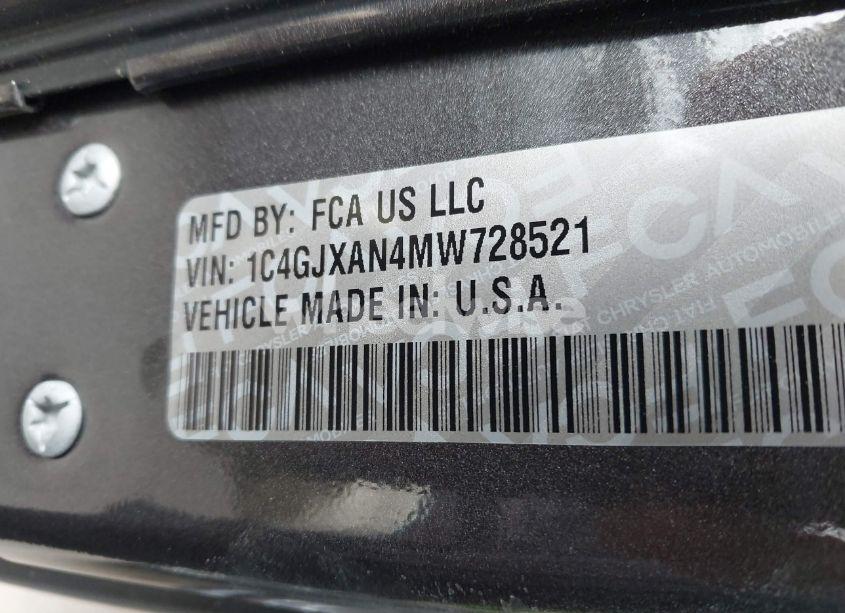 MFD BY: FCA US LLC
VIN: 1C4GJXAN4MW728521
VEHICLE MADE IN: U.S.A.